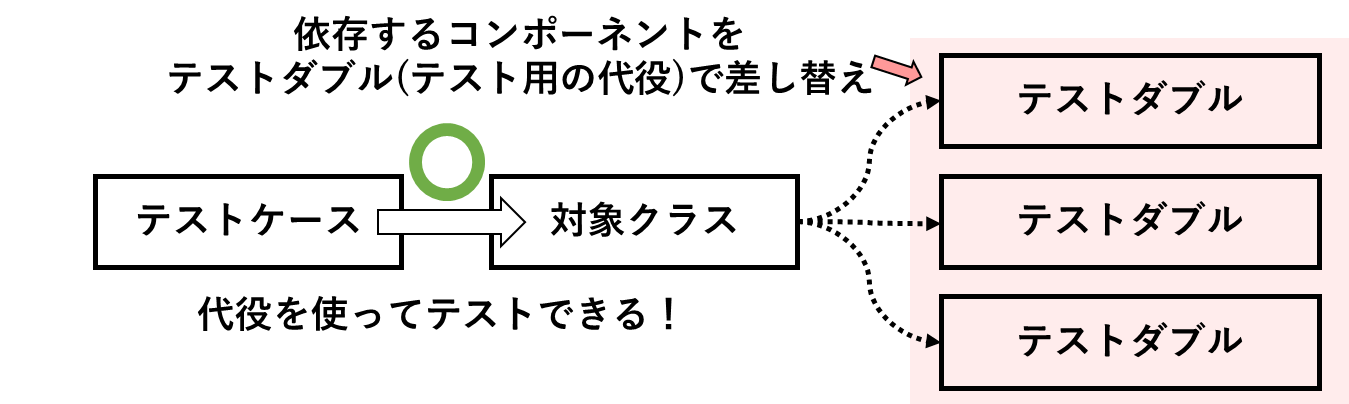 依存するコンポーネントを
テストダブル(テスト用の代役)で差し替え
テストケース
対象クラス
代役を使ってテストできる！
テストダブル
テストダブル
テストダブル